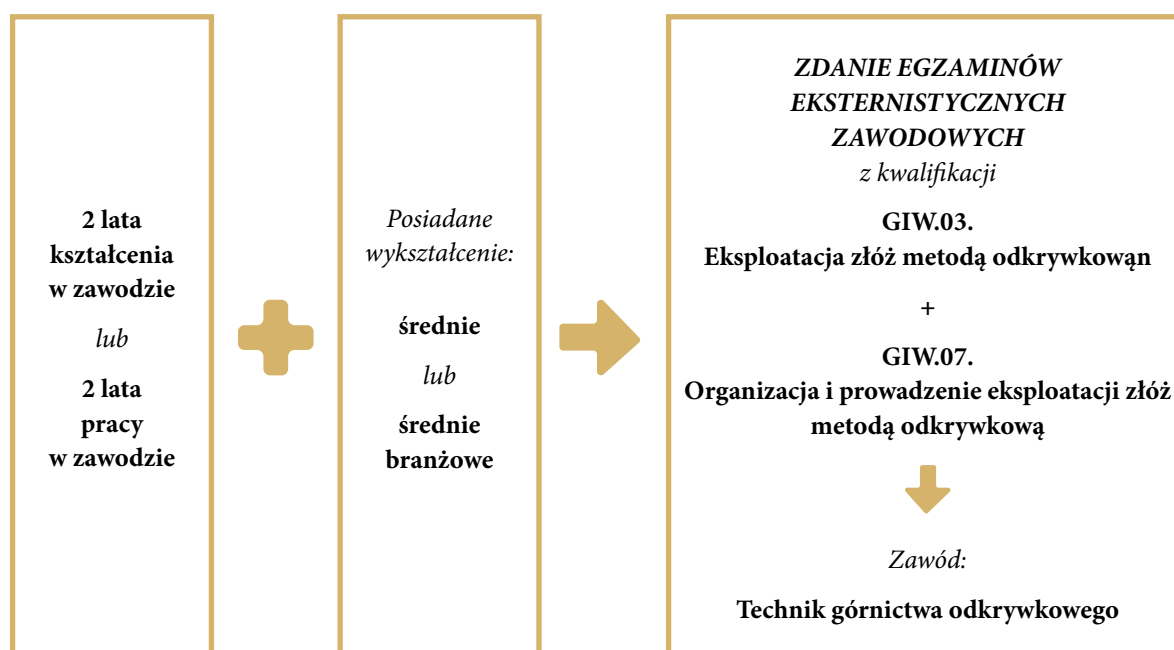 2 lata
kształcenia
w zawodzie
lub
2 lata
pracy
w zawodzie
Posiadane
wykształcenie:
średnie
lub
średnie
branżowe
ZDANIE EGZAMINÓW
EKSTERNISTYCZNYCH
ZAWODOWYCH
z kwalifikacji
GIW.03.
Eksploatacja złóż metodą odkrywkowąn
+
GIW.07.
Organizacja i prowadzenie eksploatacji złóż
metodą odkrywkową
Zawód:
Technik górnictwa odkrywkowego